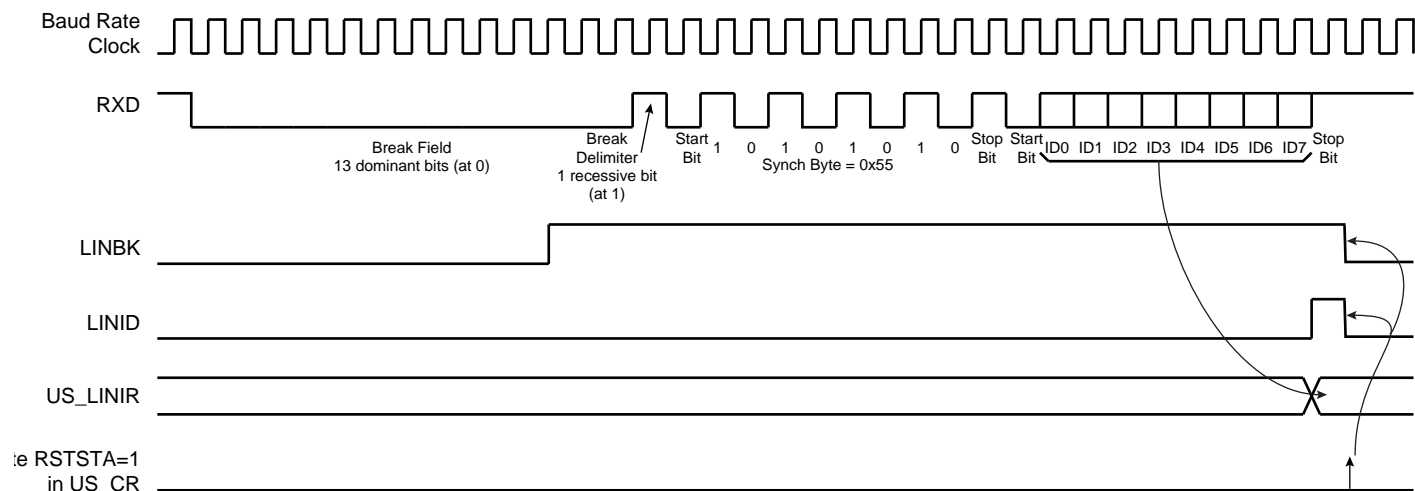 Baud Rate
Clock
RXD
Break Field
13 dominant bits (at 0)
Break
Delimiter
1 recessive bit
(at 1)
Start
Bit
1 0 1 0 1 0 1 0
Synch Byte = 0x55
Stop
Bit
Start
Bit
ID0 ID1 ID2 ID3 ID4 ID5 ID6 ID7
Stop
Bit
LINBK
LINID
US_LINIR
te RSTSTA=1
in US_CR